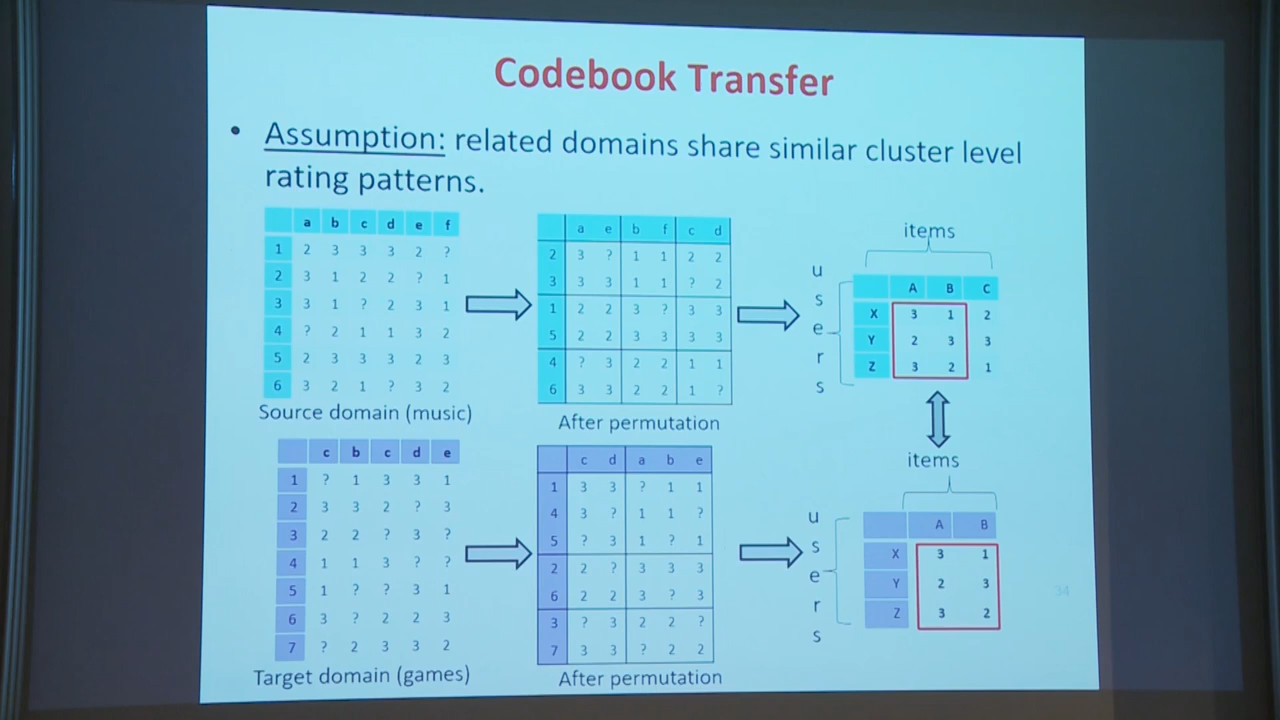 Codebook Transfer
• Assumption: related domains share similar cluster level
rating patterns.
a b c d e f
1 2 3 3 3 2 ?
2 3 1 2 2 ? 1
3 3 1 ? 2 3 1
4 ? 2 1 1 3 2
5 2 3 3 3 2 3
6 3 2 1 ? 3 2
Source domain (music)
a e b f c d
2 3 ? 1 1 2 2
3 3 3 1 1 ? 2
1 2 2 3 ? 3 3
5 2 2 3 3 3 3
4 ? 3 2 2 1 1
6 3 3 2 2 1 ?
After permutation
items
users
A B C
X 3 1 2
Y 2 3 3
Z 3 2 1
c b c d e
1 ? 1 3 3 1
2 3 3 2 ? 3
3 2 2 ? 3 ?
4 1 1 3 ? ?
5 1 ? ? 3 1
6 3 ? 2 2 3
7 ? 2 3 3 2
Target domain (games)
c d a b e
1 3 3 ? 1 1
4 3 ? 1 1 ?
5 ? 3 1 ? 1
2 2 ? 3 3 3
6 2 2 3 ? 3
3 ? 3 2 2 ?
7 3 3 ? 2 2
After permutation
items
users
A B
X 3 1
Y 2 3
Z 3 2
34